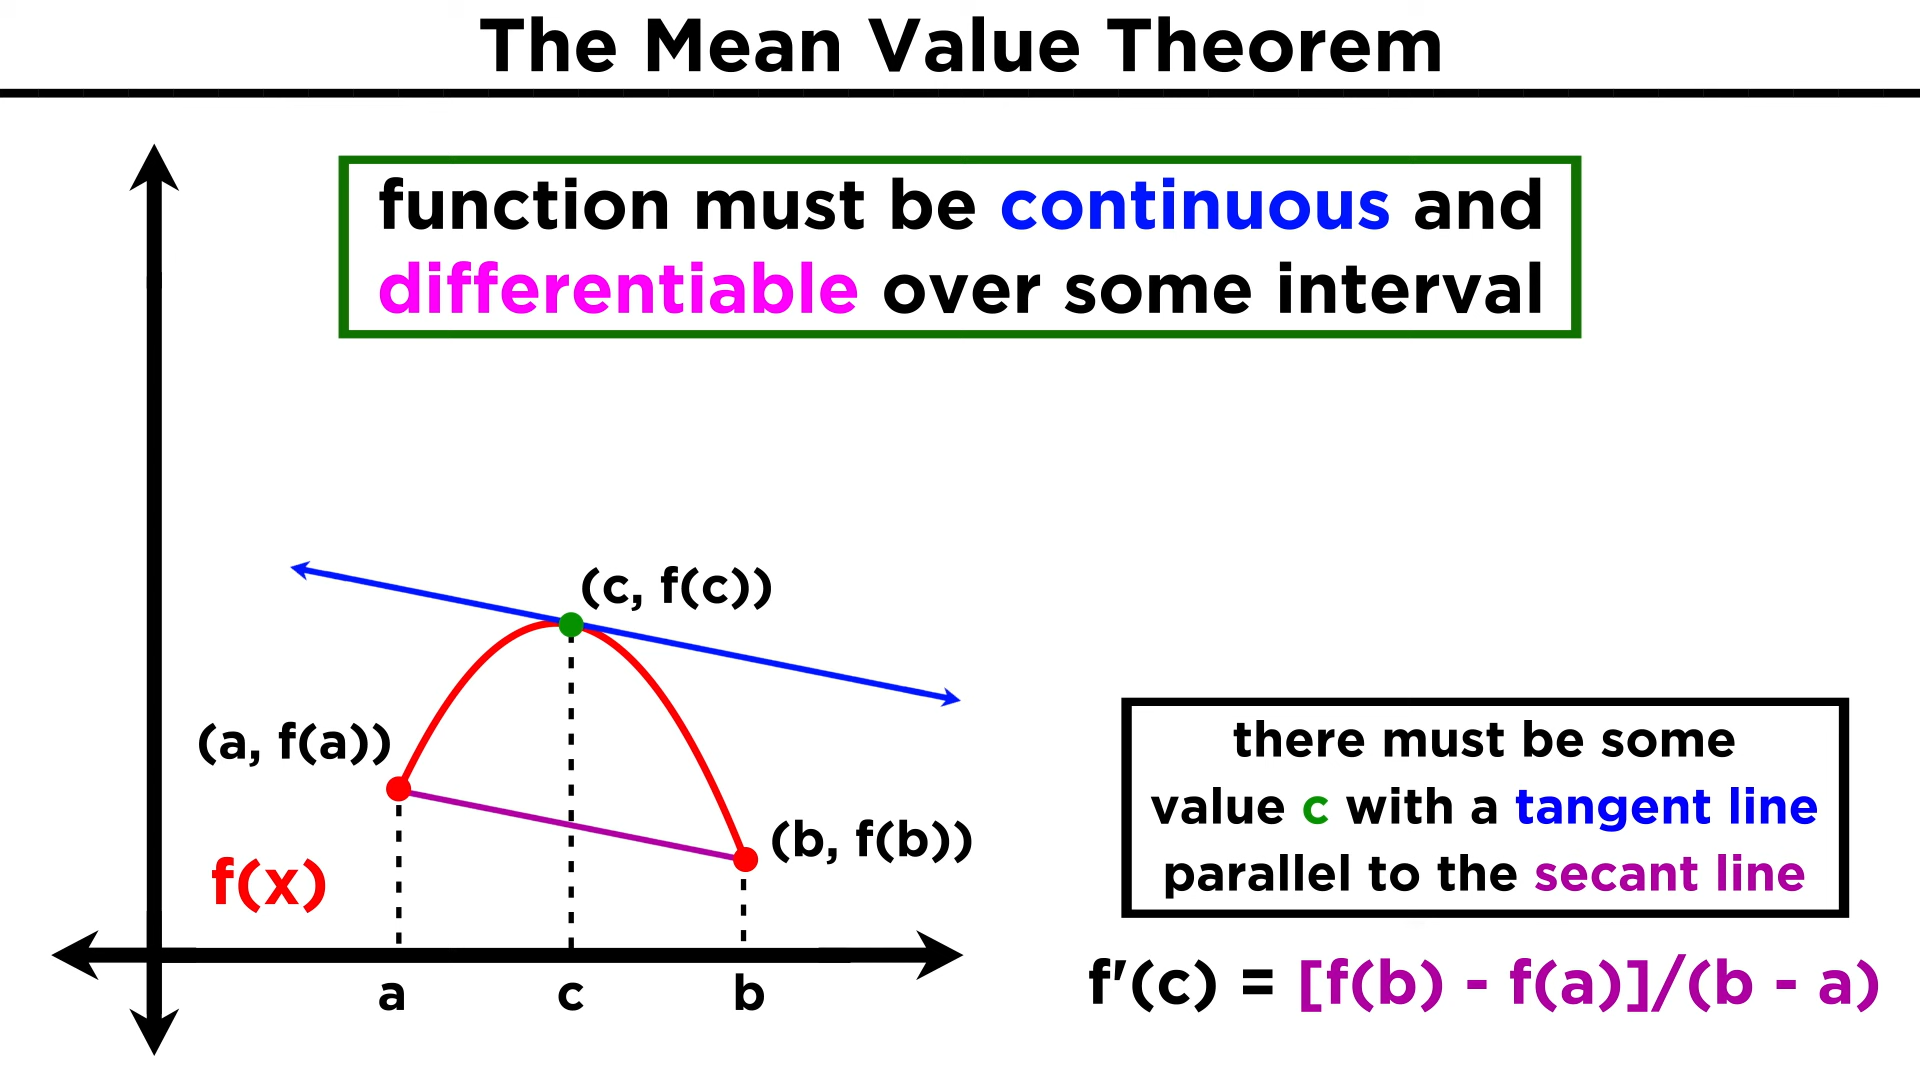 The Mean Value Theorem
function must be continuous and
differentiable over some interval
(c, f(c))
(a, f(a))
(b, f(b))
f(x)
a
c
b
there must be some
value c with a tangent line
parallel to the secant line
f'(c) = [f(b) - f(a)]/(b - a)